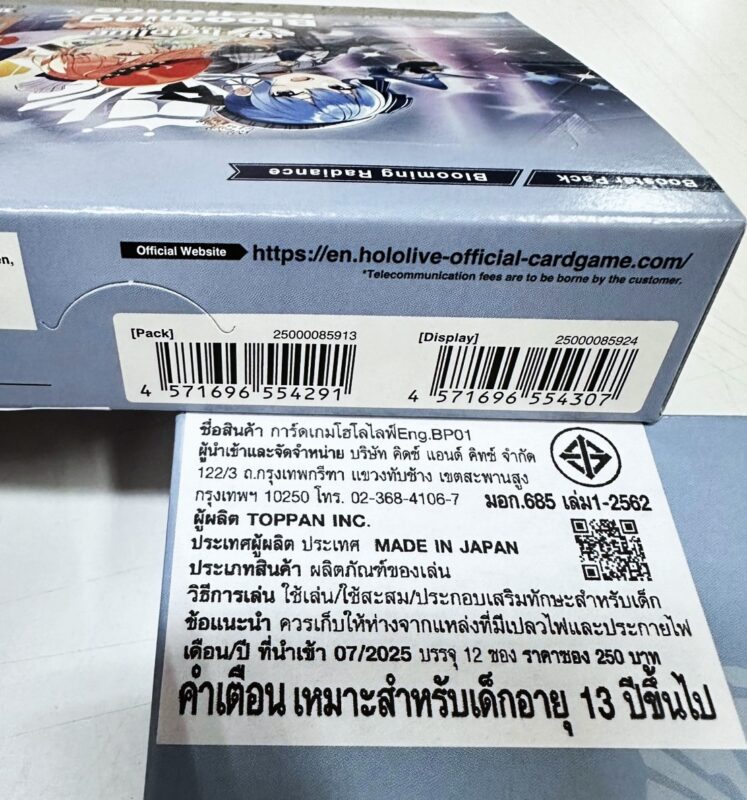 Blooming
Radiance
Booster Pack
Blooming Radiance
en,
Official Website
https://en.hololive-official-cardgame.com/
*Telecommunication fees are to be borne by the customer.
[Pack] 25000085913
4 571696 554291
[Display] 25000085924
4 571696 554307
ชื่อสินค้า การ์ดเกมโฮโลไลฟ์Eng.BP01
ผู้นำเข้าและจัดจำหน่าย บริษัท คิดซ์ แอนด์ คิทซ์ จำกัด
122/3 ถ.กรุงเทพกรีฑา แขวงทับช้าง เขตสะพานสูง
กรุงเทพฯ 10250 โทร. 02-368-4106-7
มอก.685 เล่ม1-2562
ผู้ผลิต TOPPAN INC.
ประเทศผู้ผลิต ประเทศ MADE IN JAPAN
ประเภทสินค้า ผลิตภัณฑ์ของเล่น
วิธีการเล่น ใช้เล่น/ใช้สะสม/ประกอบเสริมทักษะสำหรับเด็ก
ข้อแนะนำ ควรเก็บให้ห่างจากแหล่งที่มีเปลวไฟและประกายไฟ
เดือน/ปี ที่นำเข้า 07/2025 บรรจุ 12 ซอง ราคาซอง 250 บาท
คำเตือน เหมาะสำหรับเด็กอายุ 13 ปีขึ้นไป